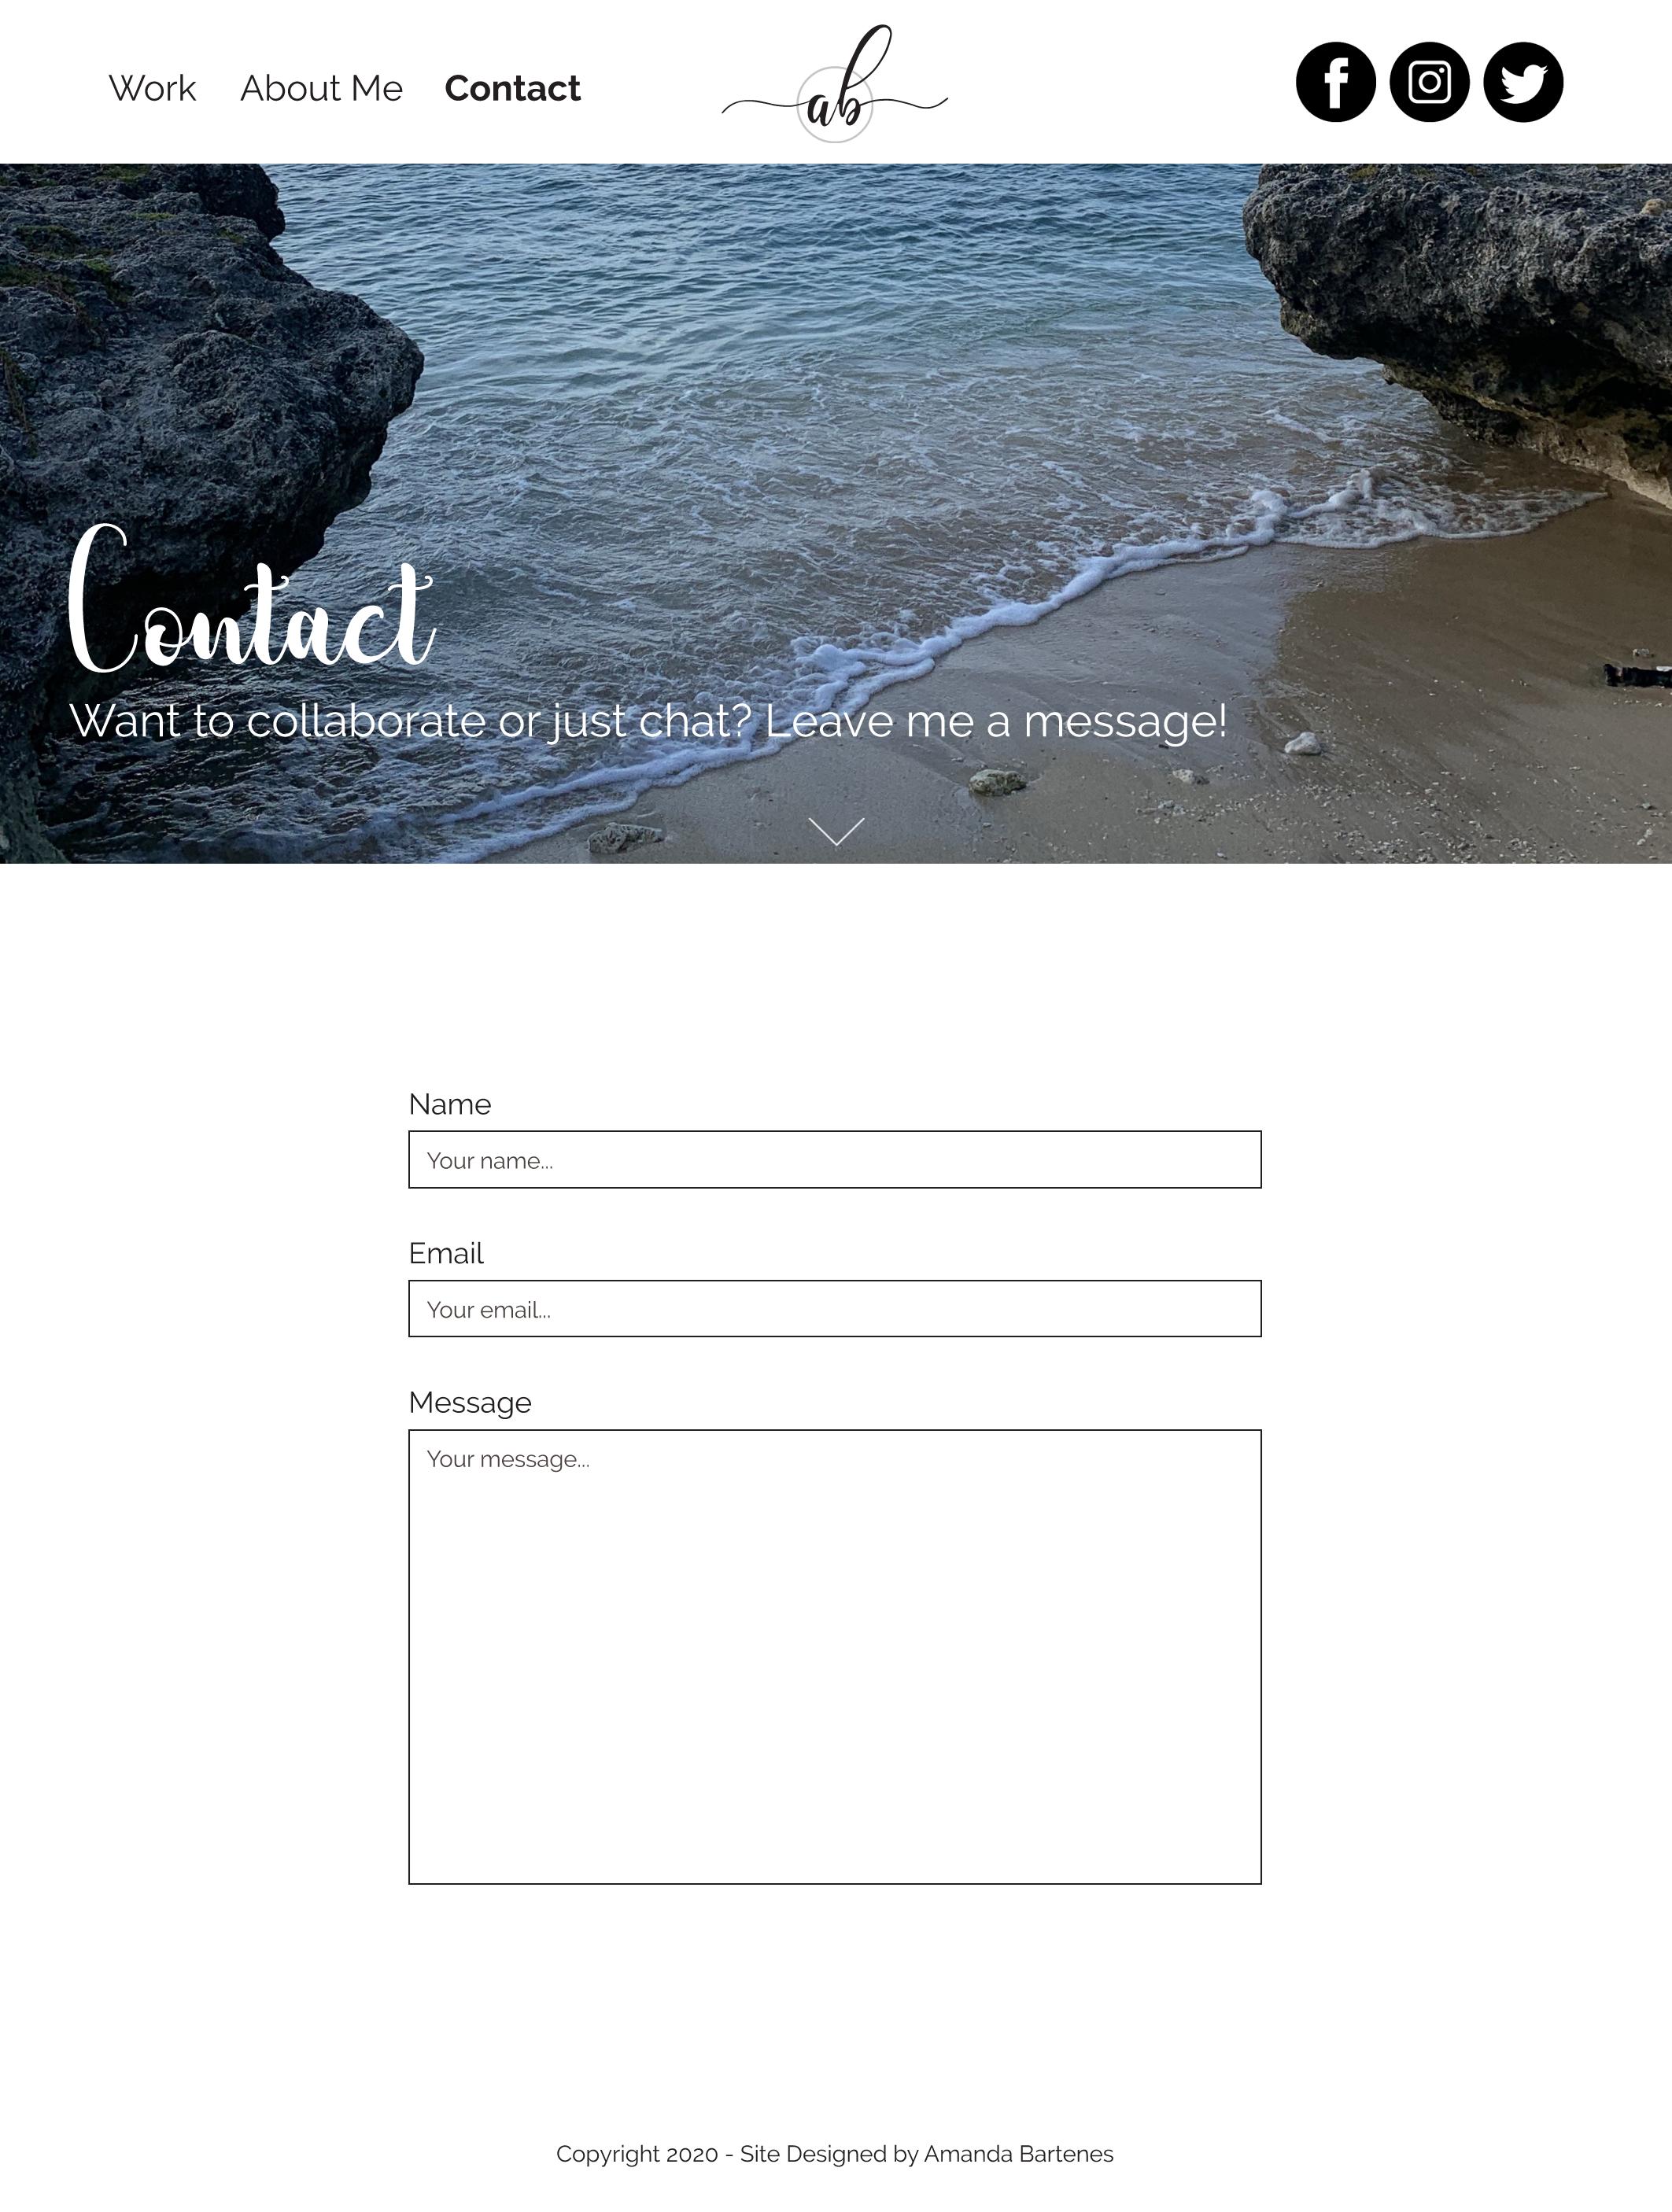 Work About Me Contact
ab
Contact
Want to collaborate or just chat? Leave me a message!
Name
Your name...
Email
Your email...
Message
Your message...
Copyright 2020 - Site Designed by Amanda Bartenes